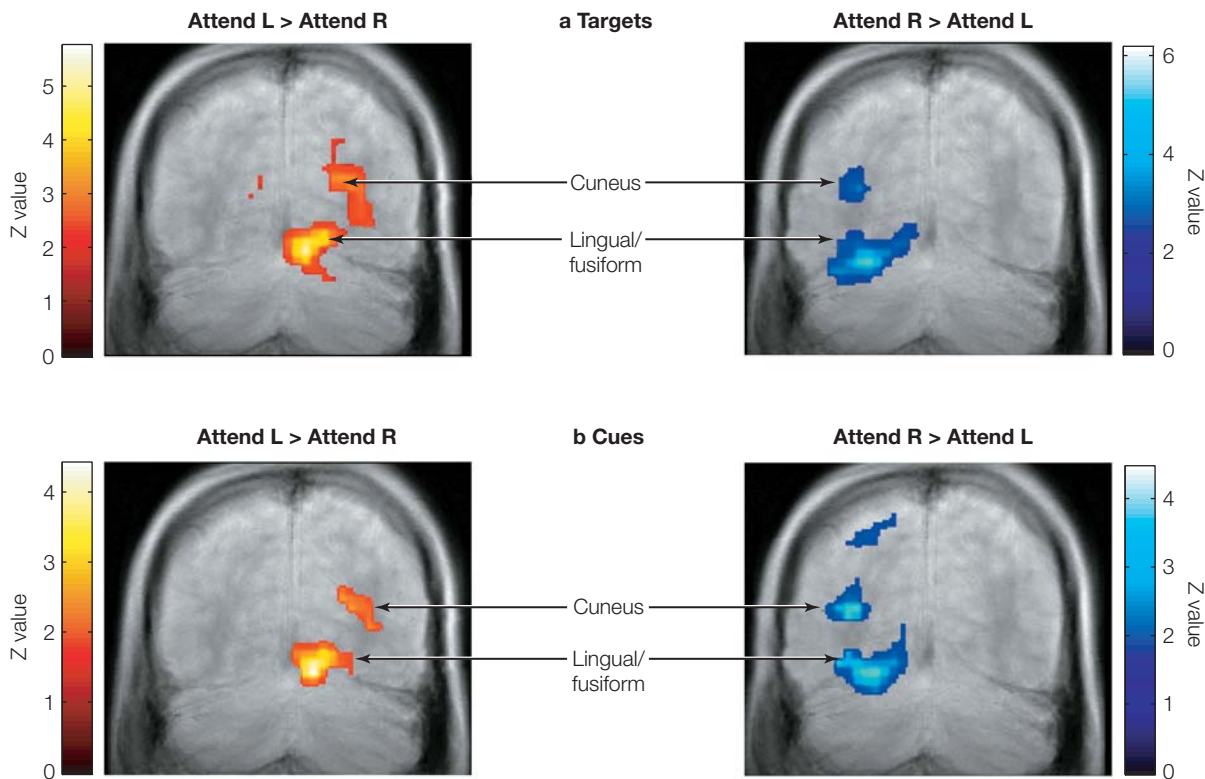 Attend L > Attend R
a Targets
Attend R > Attend L
Z value
5
4
3
2
1
0
Cuneus
Lingual/
fusiform
6
4
2
0
Z value
Attend L > Attend R
b Cues
Attend R > Attend L
Z value
4
3
2
1
0
Cuneus
Lingual/
fusiform
4
3
2
1
0
Z value